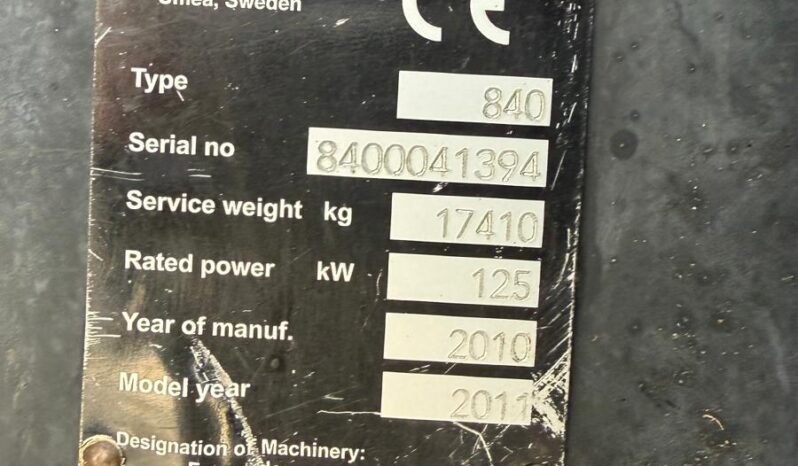 Umeå, Sweden
CE
Type 840
Serial no 8400041394
Service weight kg 17410
Rated power kW 125
Year of manuf. 2010
Model year 2011
Designation of Machinery: